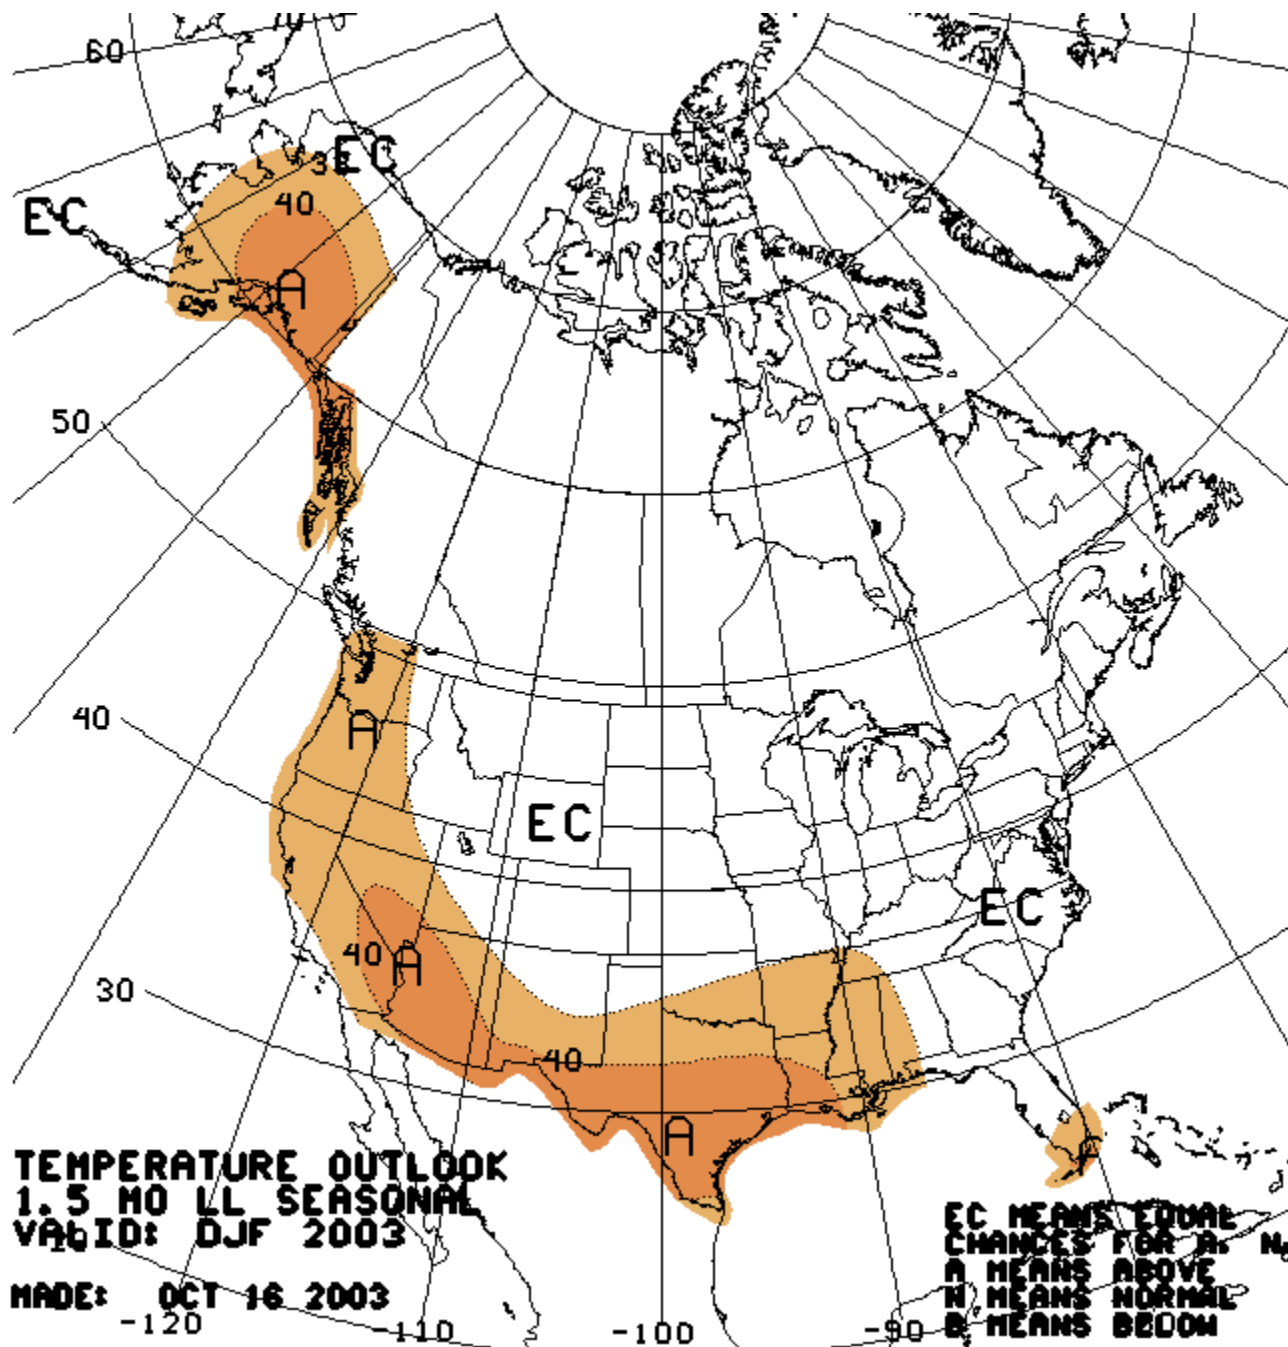 60
EC
3
EC
40
A
50
40
A
EC
EC
40
A
30
40
A
A
TEMPERATURE OUTLOOK
1.5 MO LL SEASONAL
VALID: DJF 2003
MADE: OCT 16 2003
EC MEANS EQUAL
CHANCES FOR A, N,
A MEANS ABOVE
N MEANS NORMAL
B MEANS BELOW
-120
-110
-100
-90